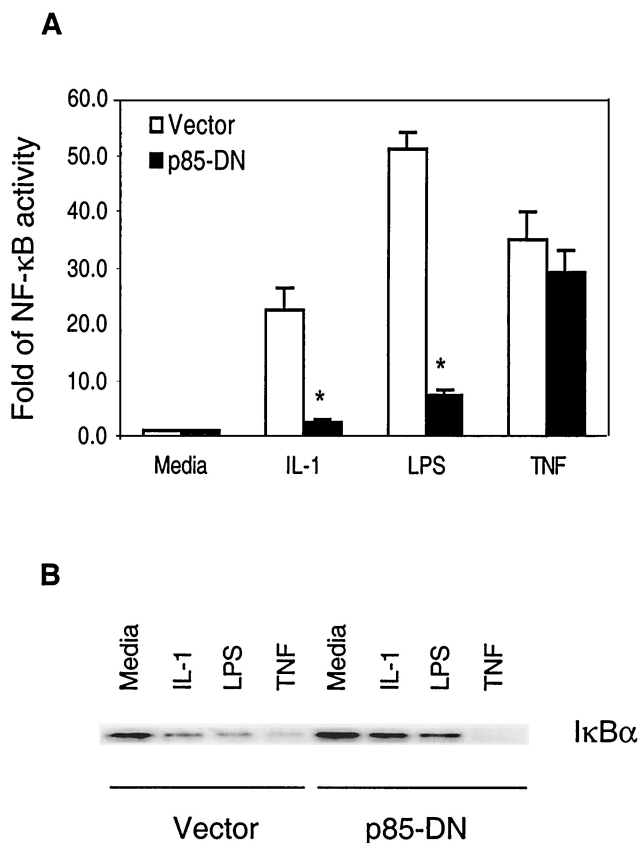 A
Fold of NF-κB activity
60.0
50.0
40.0
30.0
20.0
10.0
0.0
Vector
p85-DN
*
*
Media IL-1 LPS TNF
B
Media IL-1 LPS TNF Media IL-1 LPS TNF
IκBα
Vector p85-DN